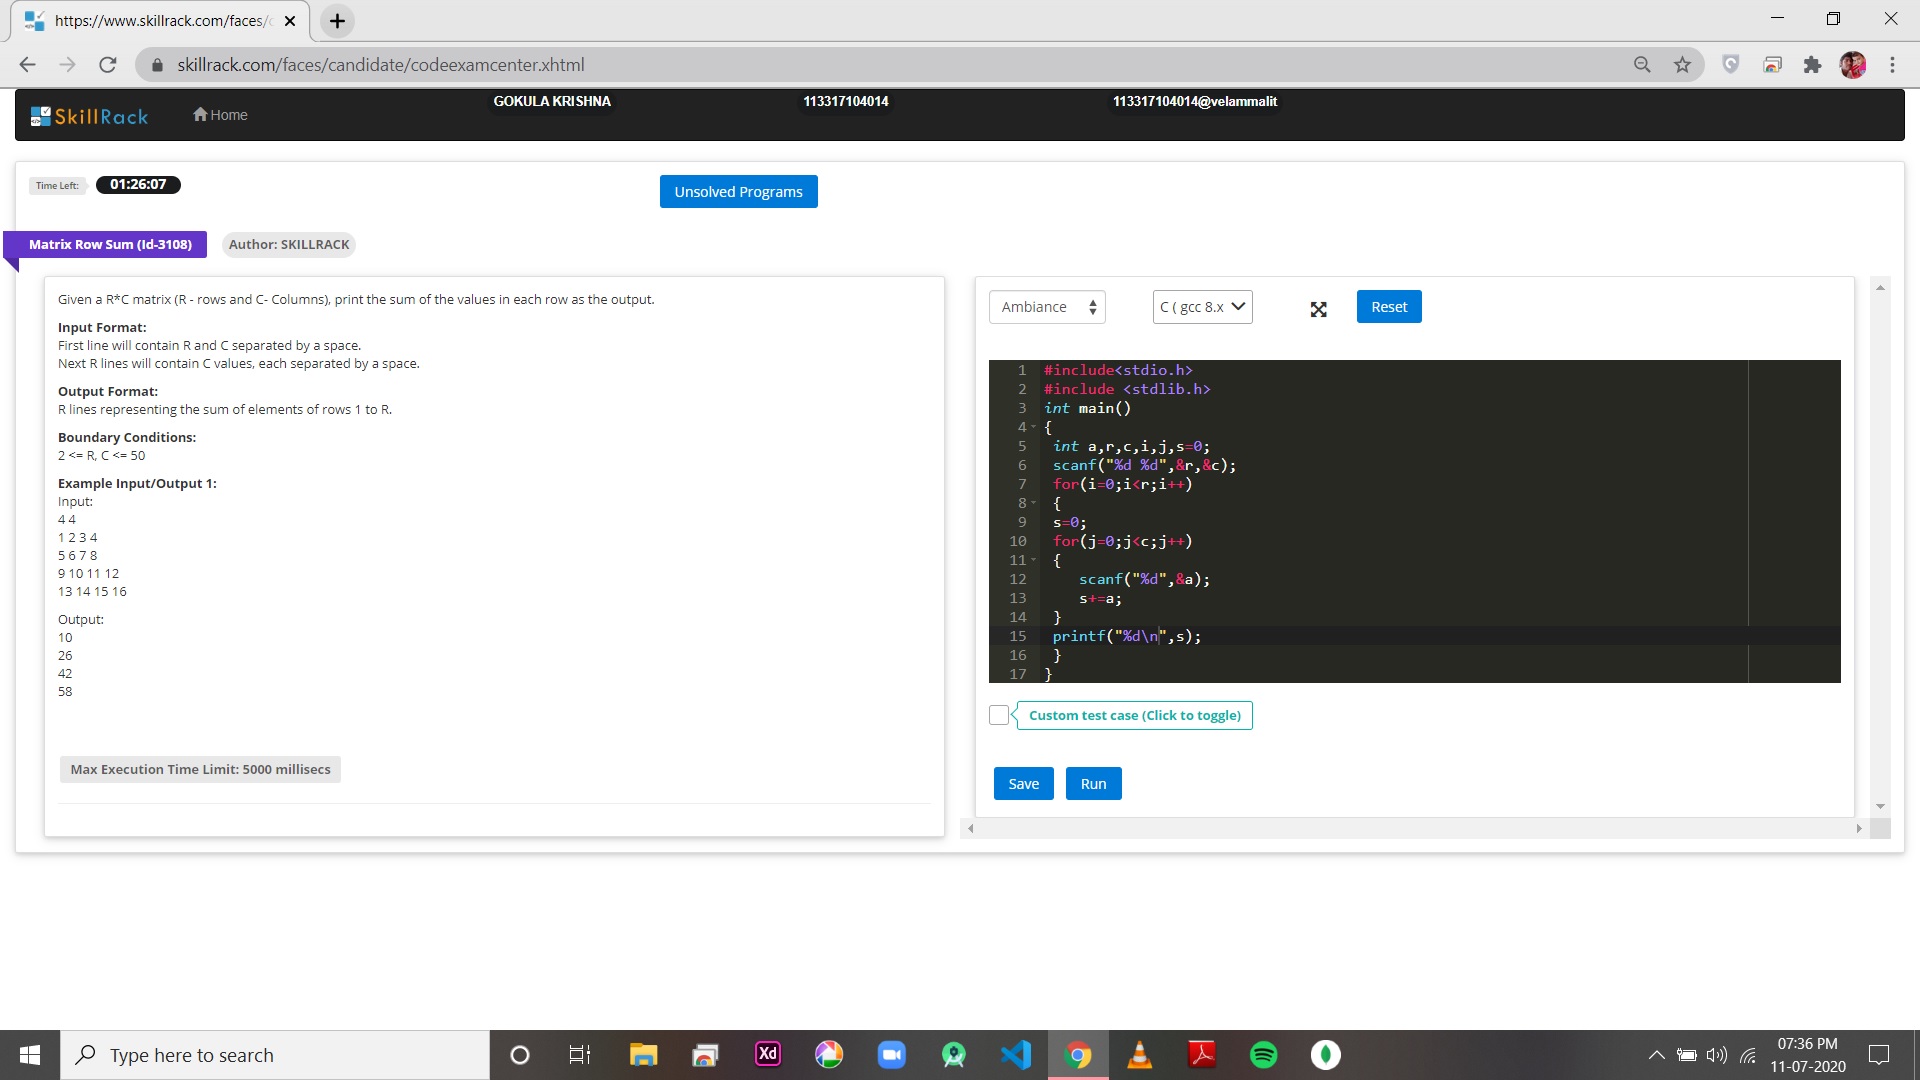 https://www.skillrack.com/faces/c
skillrack.com/faces/candidate/codeexamcenter.xhtml
SkillRack
Home
GOKULA KRISHNA
113317104014
113317104014@velammalit
Time Left:
01:26:07
Unsolved Programs
Matrix Row Sum (Id-3108)
Author: SKILLRACK
Given a R*C matrix (R - rows and C- Columns), print the sum of the values in each row as the output.
Input Format:
First line will contain R and C separated by a space.
Next R lines will contain C values, each separated by a space.
Output Format:
R lines representing the sum of elements of rows 1 to R.
Boundary Conditions:
2 <= R, C <= 50
Example Input/Output 1:
Input:
4 4
1 2 3 4
5 6 7 8
9 10 11 12
13 14 15 16
Output:
10
26
42
58
Max Execution Time Limit: 5000 millisecs
Ambiance
C ( gcc 8.x
Reset
1 #include<stdio.h>
2 #include <stdlib.h>
3 int main()
4 {
5 int a,r,c,i,j,s=0;
6 scanf("%d %d",&r,&c);
7 for(i=0;i<r;i++)
8 {
9 s=0;
10 for(j=0;j<c;j++)
11 {
12 scanf("%d",&a);
13 s+=a;
14 }
15 printf("%d\n",s);
16 }
17 }
Custom test case (Click to toggle)
Save
Run
Type here to search
Xd
07:36 PM
11-07-2020